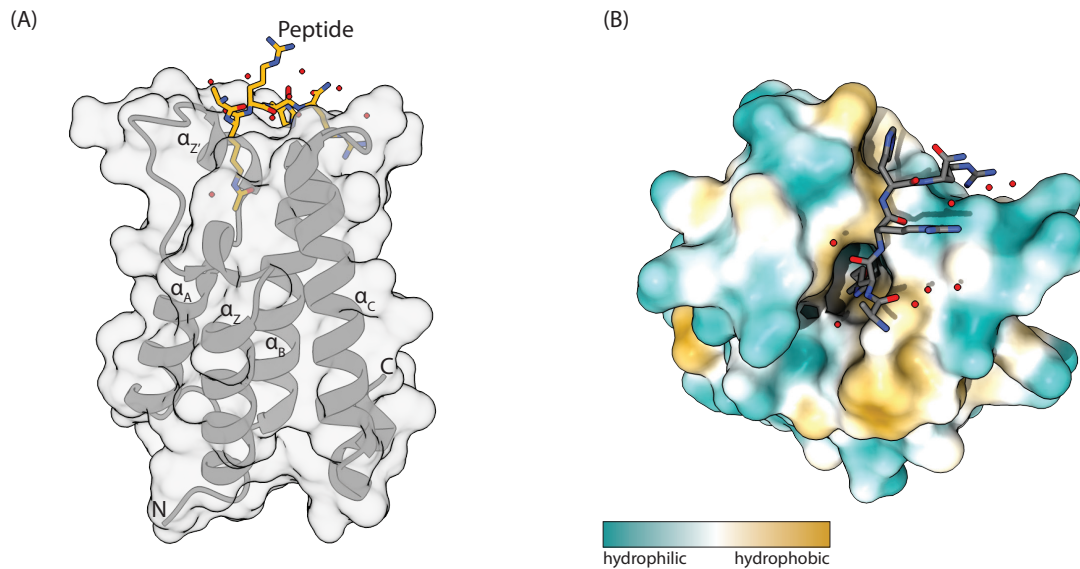 (A)
Peptide
αZ'
αA
αZ
αB
αC
C
N
(B)
hydrophilic
hydrophobic